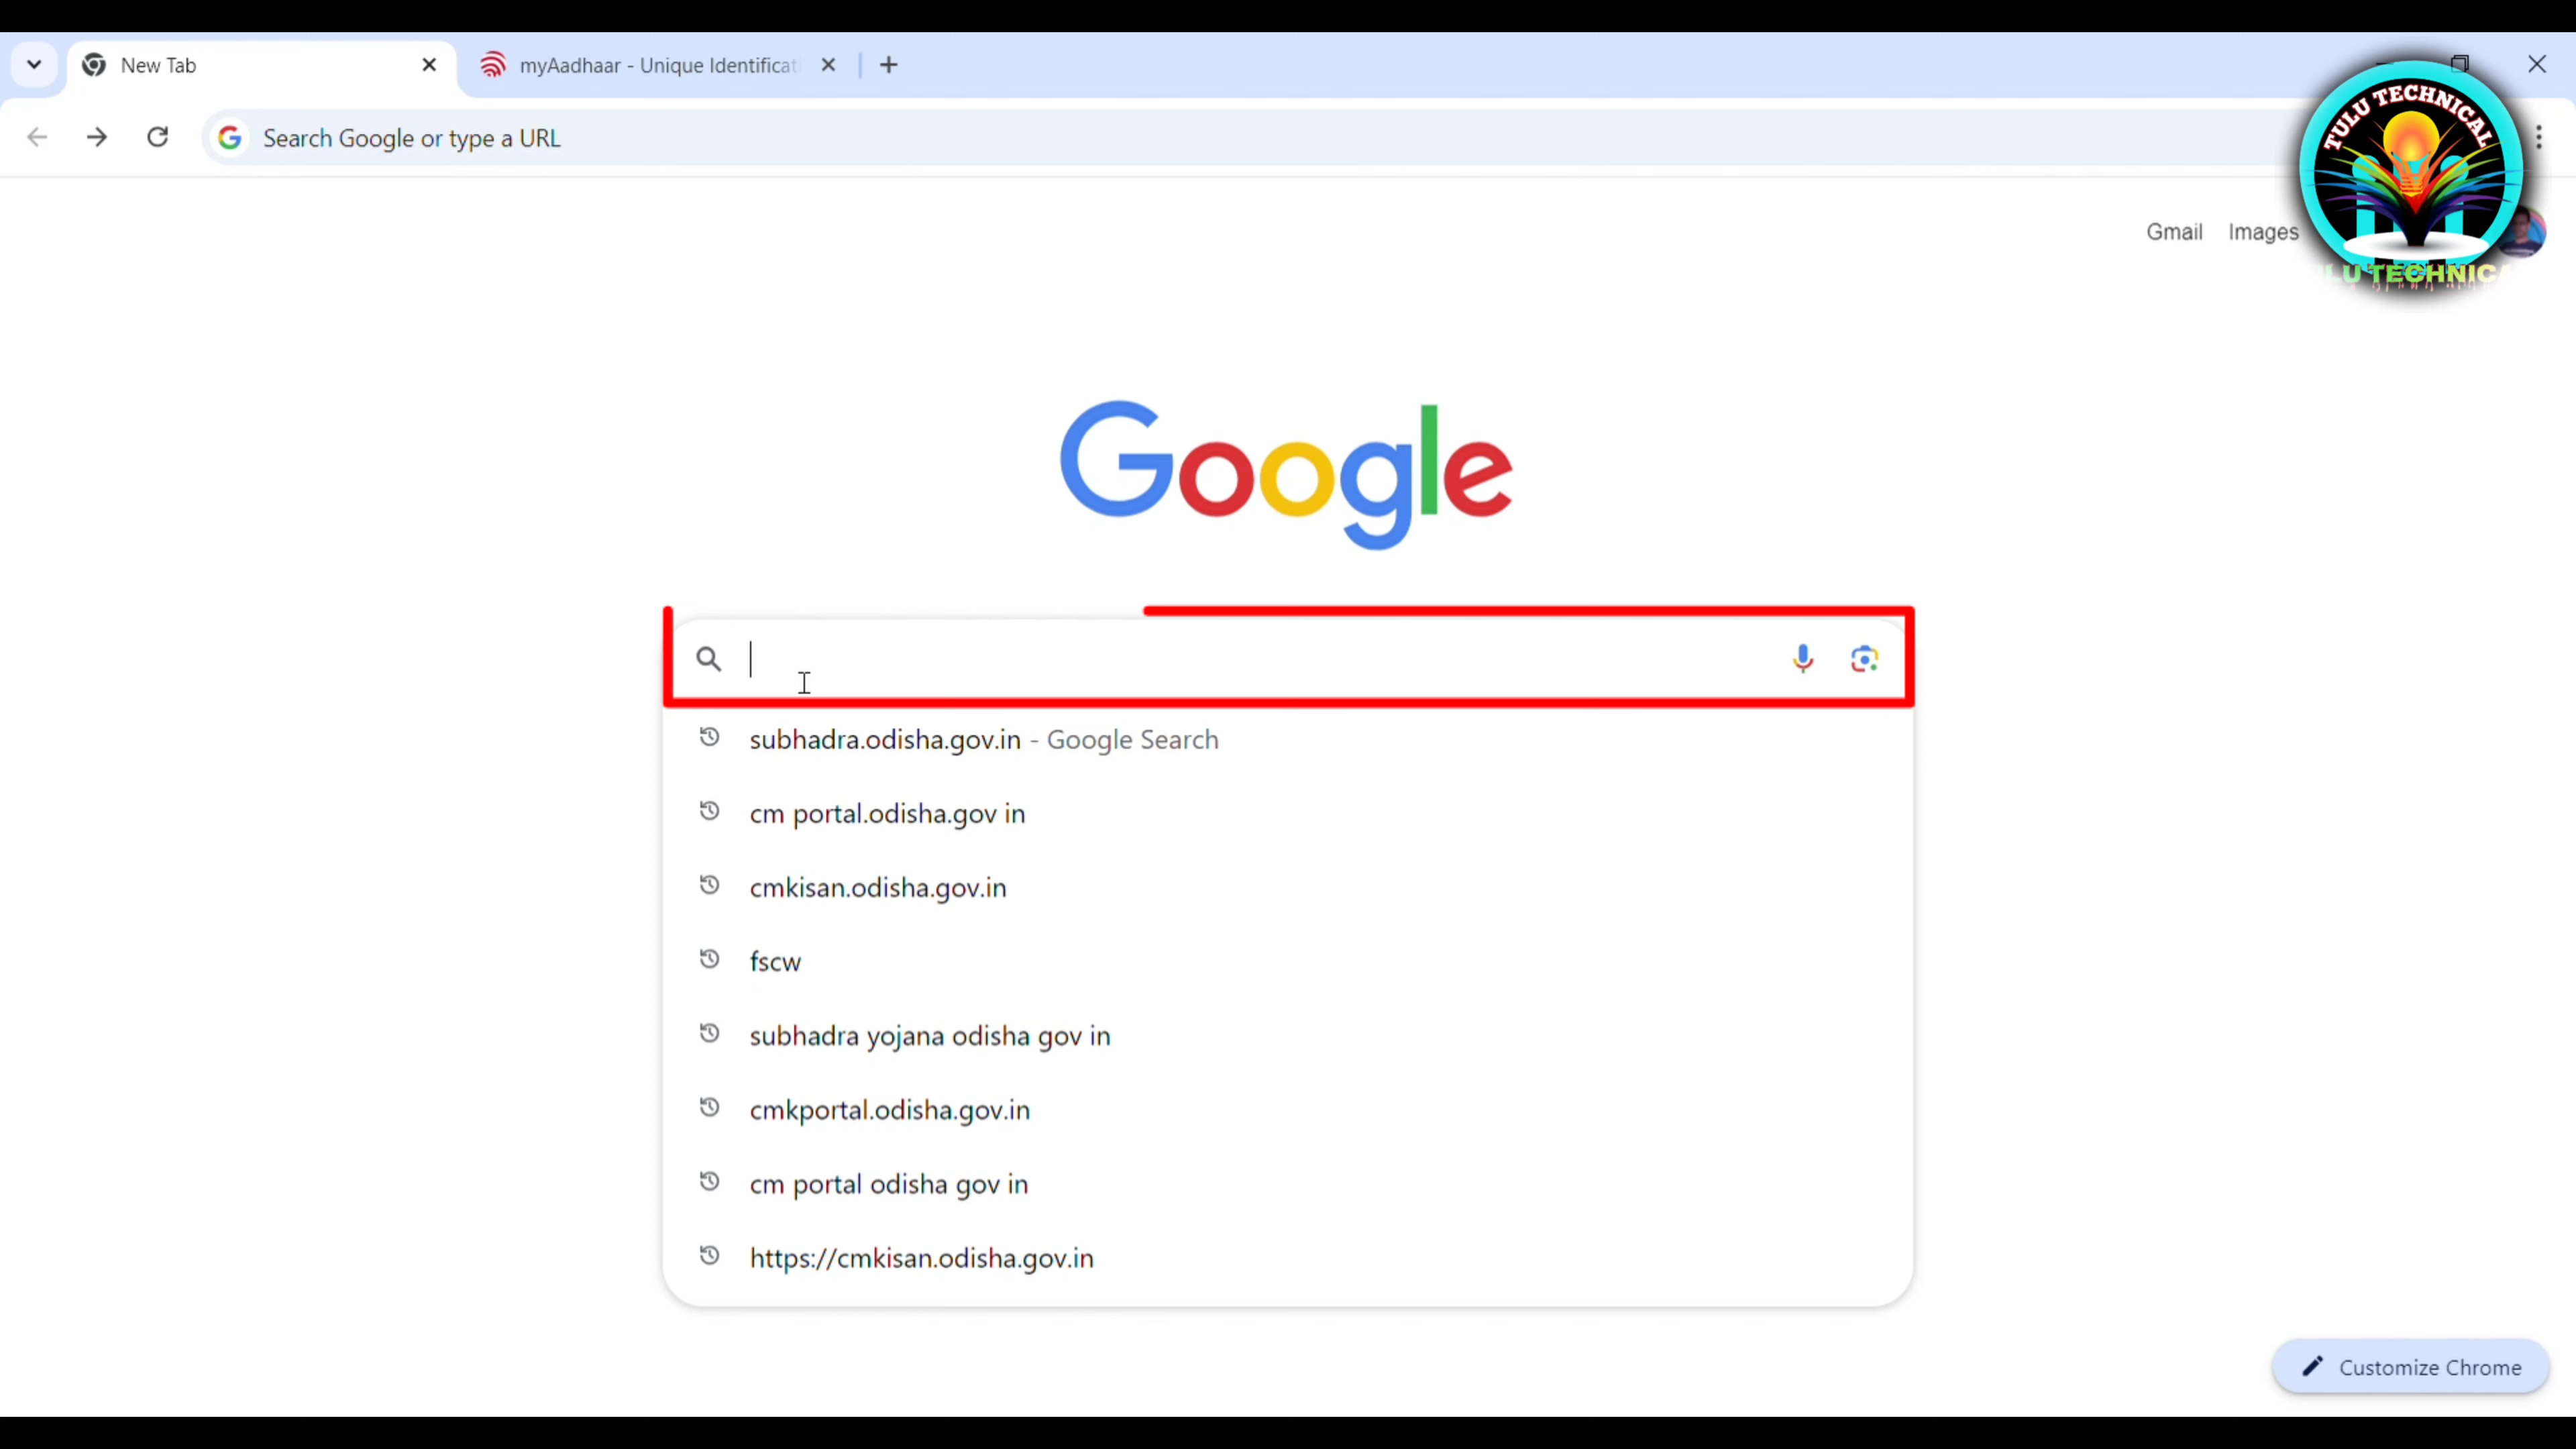 New Tab
myAadhaar - Unique Identificat
Search Google or type a URL
TULU TECHNICAL
LU TECHNICA
Gmail Images
Google
subhadra.odisha.gov.in - Google Search
cm portal.odisha.gov in
cmkisan.odisha.gov.in
fscw
subhadra yojana odisha gov in
cmkportal.odisha.gov.in
cm portal odisha gov in
https://cmkisan.odisha.gov.in
Customize Chrome